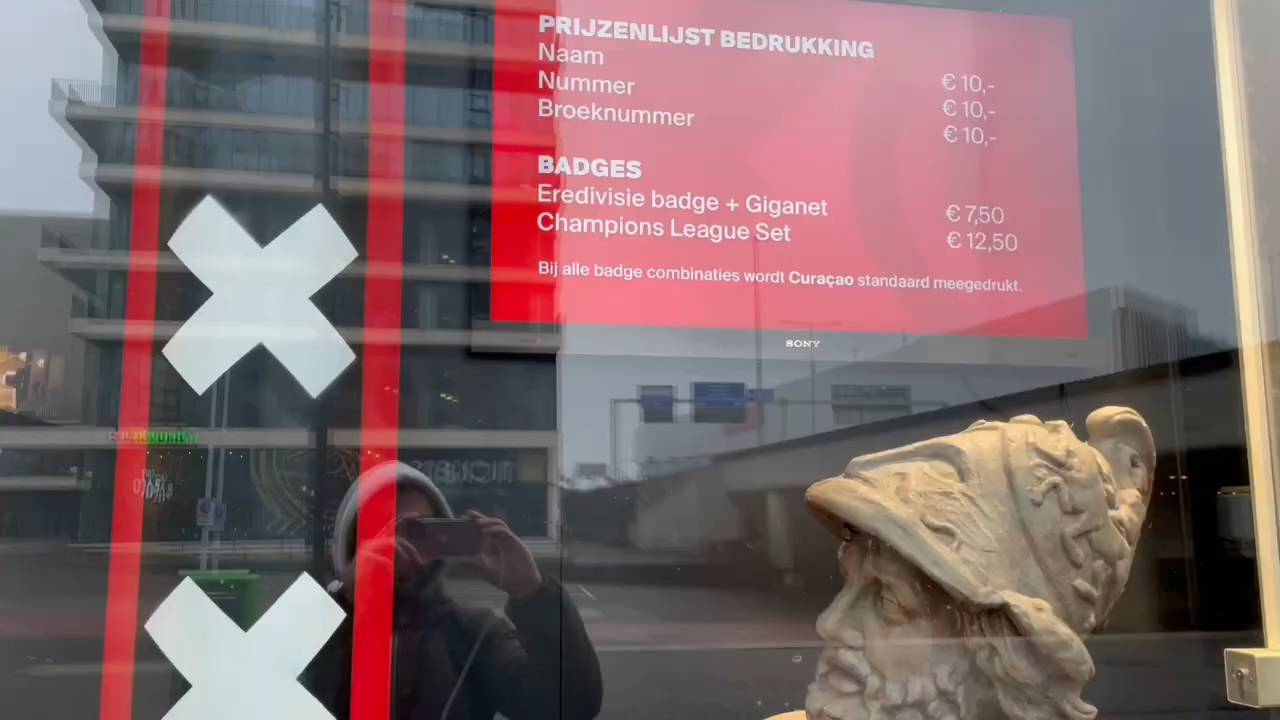 PRIJZENLIJST BEDRUKKING
Naam € 10,-
Nummer € 10,-
Broeknummer € 10,-
BADGES
Eredivisie badge + Giganet € 7,50
Champions League Set € 12,50
Bij alle badge combinaties wordt Curaçao standaard meegedrukt.
SONY